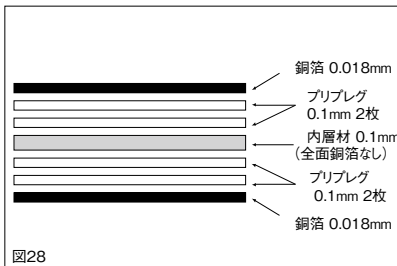 銅箔 0.018mm
プリプレグ
0.1mm 2枚
内層材 0.1mm
(全面銅箔なし)
プリプレグ
0.1mm 2枚
銅箔 0.018mm
図28